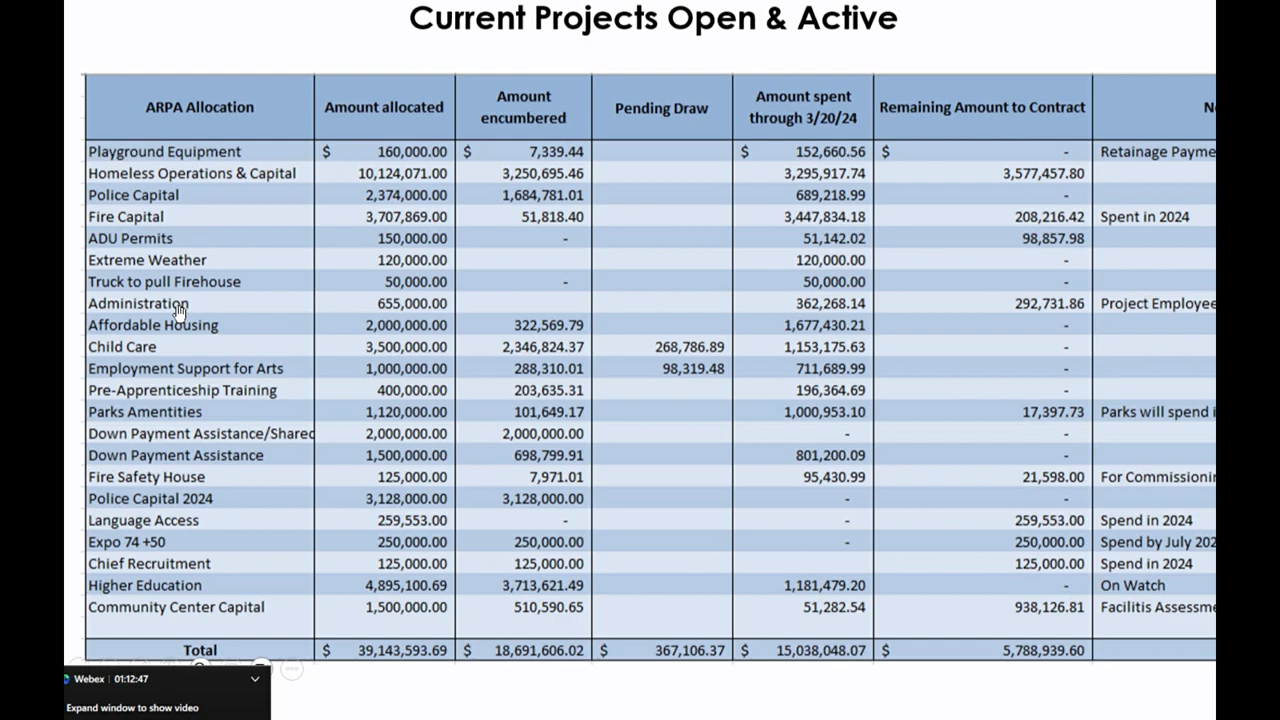 Current Projects Open & Active
ARPA Allocation Amount allocated Amount encumbered Pending Draw Amount spent through 3/20/24 Remaining Amount to Contract
Playground Equipment $ 160,000.00 $ 7,339.44 $ 152,660.56 $ - Retainage Payme
Homeless Operations & Capital 10,124,071.00 3,250,695.46 3,295,917.74 3,577,457.80
Police Capital 2,374,000.00 1,684,781.01 689,218.99 -
Fire Capital 3,707,869.00 51,818.40 3,447,834.18 208,216.42 Spent in 2024
ADU Permits 150,000.00 - 51,142.02 98,857.98
Extreme Weather 120,000.00 120,000.00 -
Truck to pull Firehouse 50,000.00 - 50,000.00 -
Administration 655,000.00 362,268.14 292,731.86 Project Employee
Affordable Housing 2,000,000.00 322,569.79 1,677,430.21 -
Child Care 3,500,000.00 2,346,824.37 268,786.89 1,153,175.63 -
Employment Support for Arts 1,000,000.00 288,310.01 98,319.48 711,689.99 -
Pre-Apprenticeship Training 400,000.00 203,635.31 196,364.69 -
Parks Amentities 1,120,000.00 101,649.17 1,000,953.10 17,397.73 Parks will spend i
Down Payment Assistance/Shared 2,000,000.00 2,000,000.00 - -
Down Payment Assistance 1,500,000.00 698,799.91 801,200.09 -
Fire Safety House 125,000.00 7,971.01 95,430.99 21,598.00 For Commissionin
Police Capital 2024 3,128,000.00 3,128,000.00 - -
Language Access 259,553.00 - - 259,553.00 Spend in 2024
Expo 74 +50 250,000.00 250,000.00 - 250,000.00 Spend by July 202
Chief Recruitment 125,000.00 125,000.00 125,000.00 Spend in 2024
Higher Education 4,895,100.69 3,713,621.49 1,181,479.20 - On Watch
Community Center Capital 1,500,000.00 510,590.65 51,282.54 938,126.81 Facilitis Assessme
Total $ 39,143,593.69 $ 18,691,606.02 $ 367,106.37 $ 15,038,048.07 $ 5,788,939.60
Webex | 01:12:47
Expand window to show video